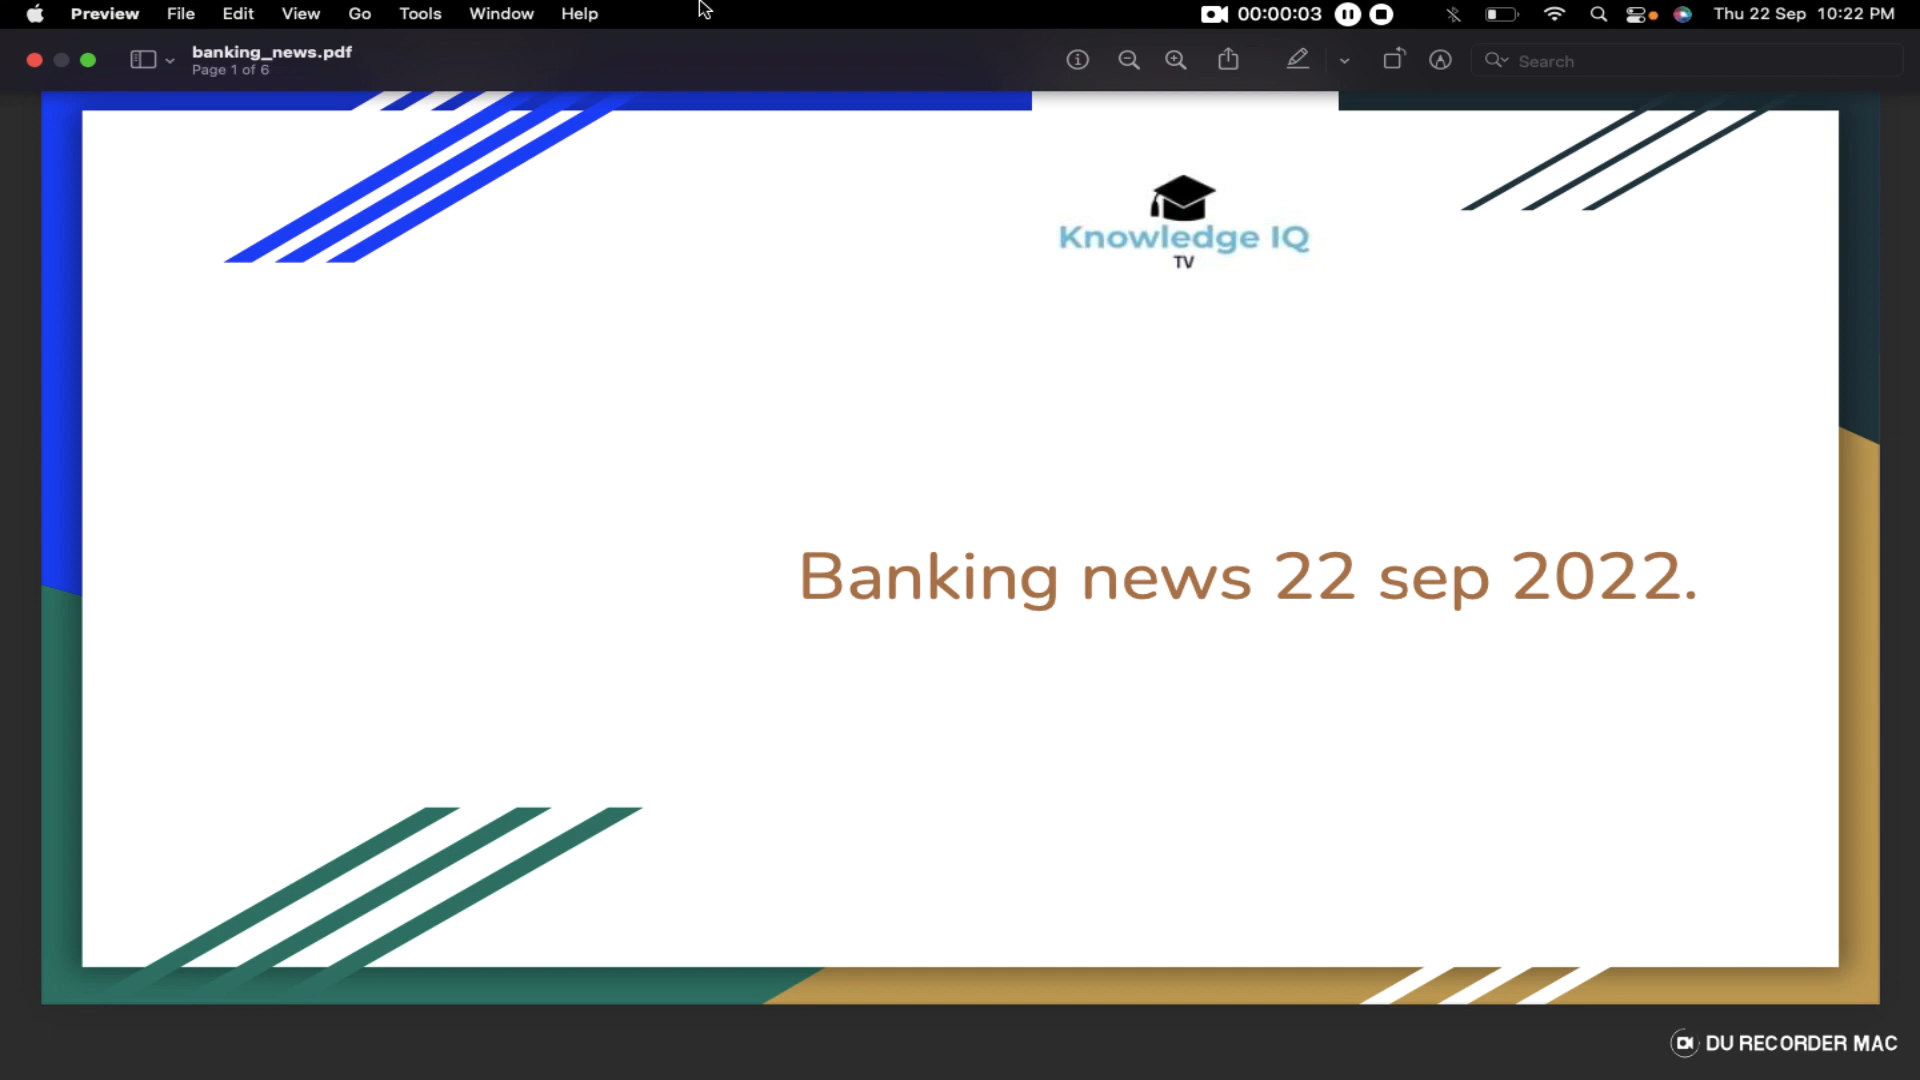 Preview File Edit View Go Tools Window Help 00:00:03 Thu 22 Sep 10:22 PM
banking_news.pdf
Page 1 of 6
Search
Knowledge IQ
TV
Banking news 22 sep 2022.
DU RECORDER MAC